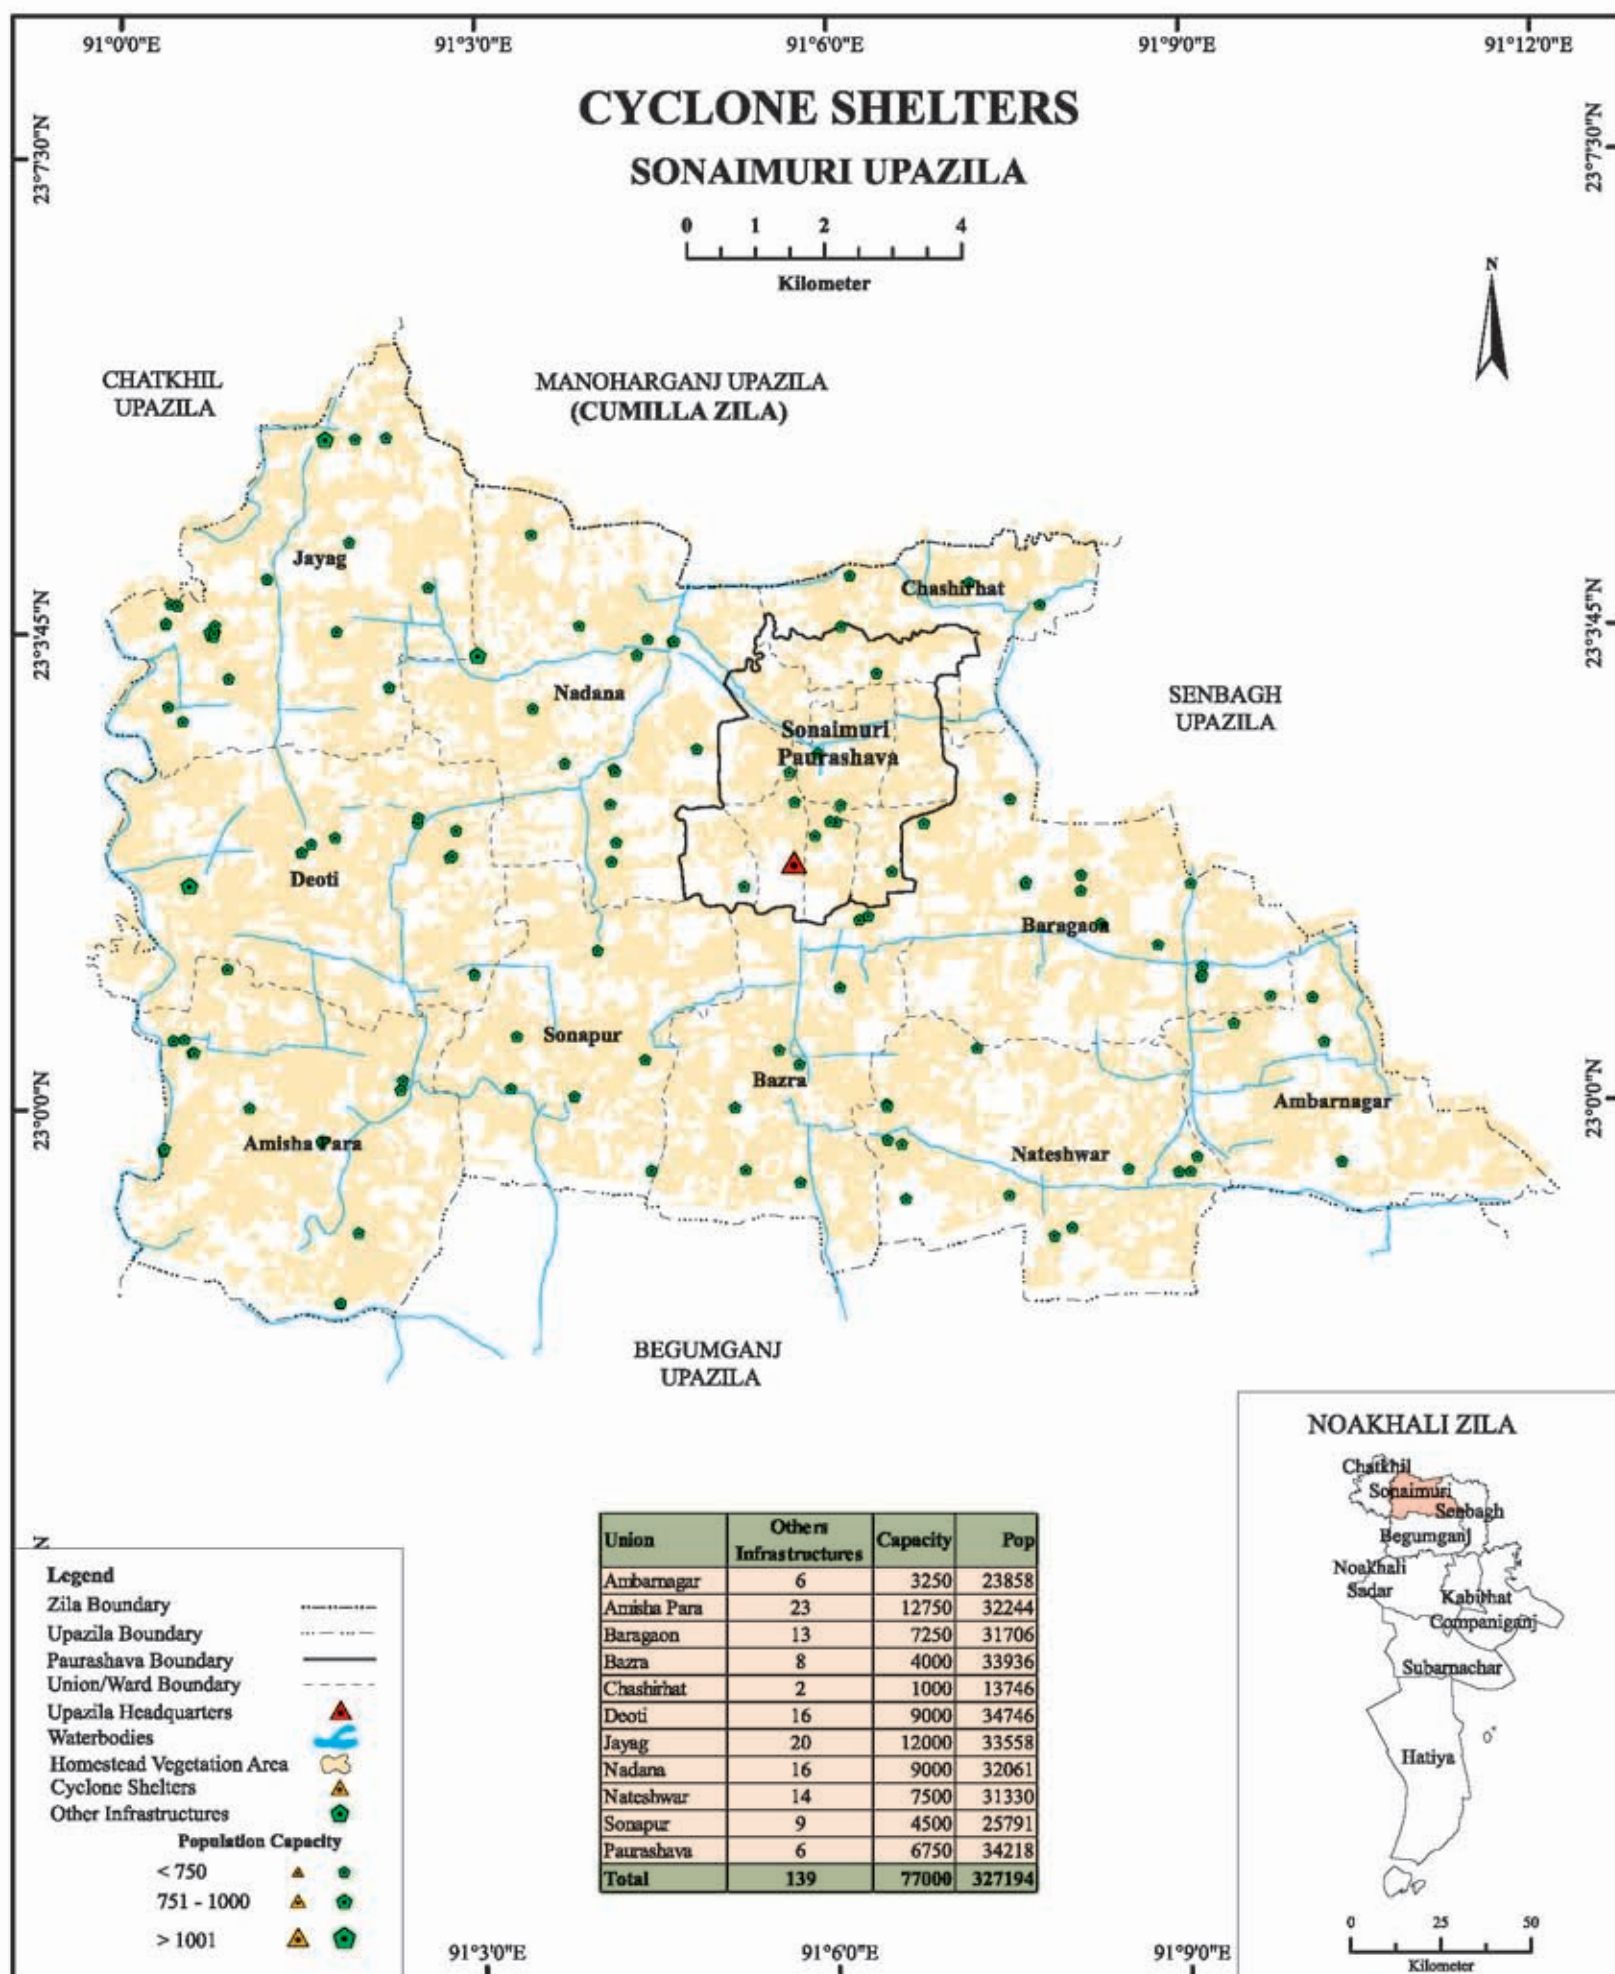 91°0'0"E 91°3'0"E 91°6'0"E 91°9'0"E 91°12'0"E
CYCLONE SHELTERS
SONAIMURI UPAZILA
23°7'30"N 23°7'30"N
0 1 2 4
Kilometer
N
CHATKHIL
UPAZILA
MANOHARGANJ UPAZILA
(CUMILLA ZILA)
Jayag
Chashirhat
23°3'45"N 23°3'45"N
Nadana
SENBAGH
UPAZILA
Sonaimuri
Paurashava
Deoti
Baragaon
Sonapur
Bazra
Ambarnagar
23°0'0"N 23°0'0"N
Amisha Para
Nateshwar
BEGUMGANJ
UPAZILA
N
Legend
Zila Boundary
Upazila Boundary
Paurashava Boundary
Union/Ward Boundary
Upazila Headquarters
Waterbodies
Homestead Vegetation Area
Cyclone Shelters
Other Infrastructures
Population Capacity
< 750
751 - 1000
> 1001
Union Others Infrastructures Capacity Pop
Ambarnagar 6 3250 23858
Amisha Para 23 12750 32244
Baragaon 13 7250 31706
Bazra 8 4000 33936
Chashirhat 2 1000 13746
Deoti 16 9000 34746
Jayag 20 12000 33558
Nadana 16 9000 32061
Nateshwar 14 7500 31330
Sonapur 9 4500 25791
Paurashava 6 6750 34218
Total 139 77000 327194
NOAKHALI ZILA
Chatkhil
Sonaimuri
Senbagh
Begumganj
Noakhali
Sadar
Kabilhat
Companiganj
Subarnachar
Hatiya
0 25 50
Kilometer
91°3'0"E 91°6'0"E 91°9'0"E